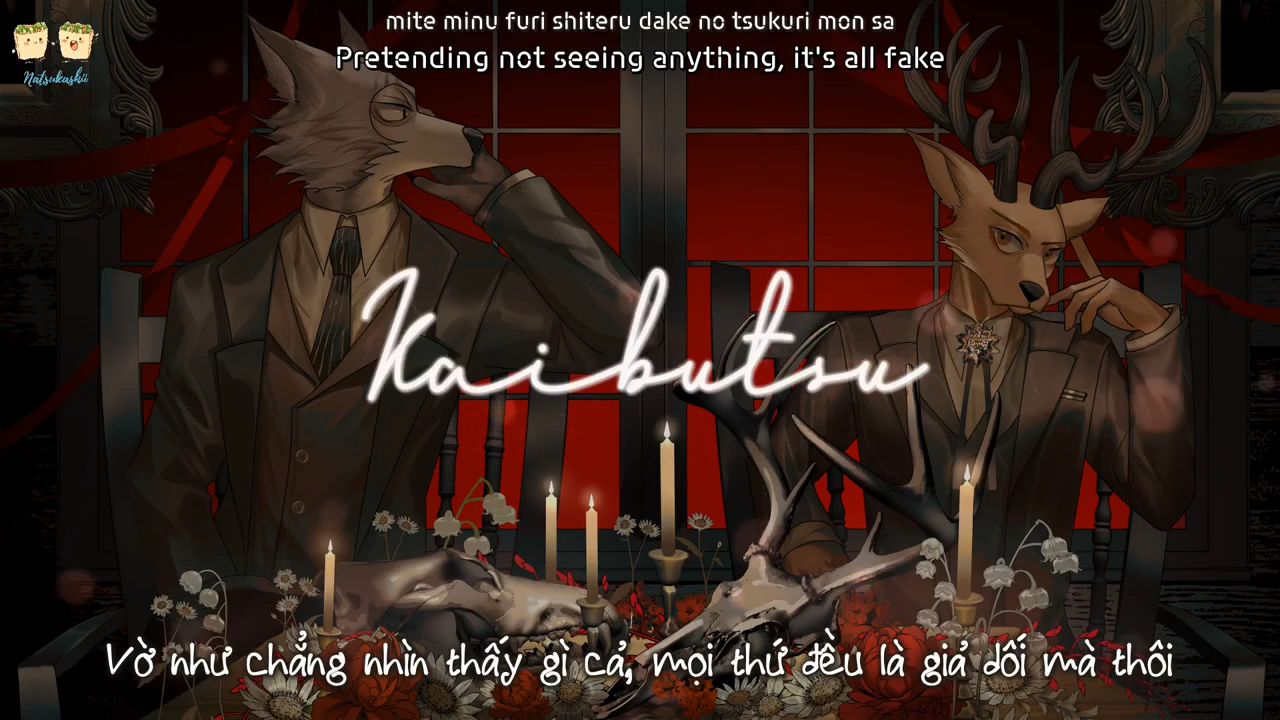 mite minu furi shiteru dake no tsukuri mon sa
Pretending not seeing anything, it's all fake
Natsukashii
Kaibutsu
Vờ như chẳng nhìn thấy gì cả, mọi thứ đều là giả dối mà thôi